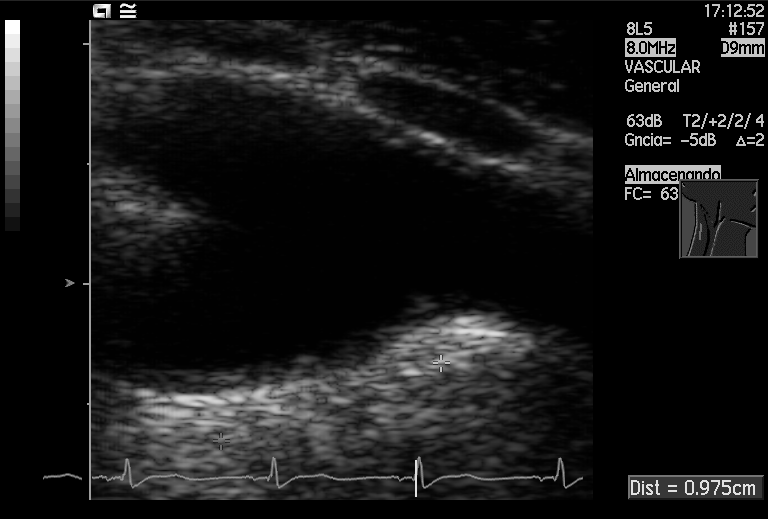 17:12:52
8L5 #157
8.0MHz 09mm
VASCULAR
General
63dB T2/+2/2/ 4
Gncia= -5dB Δ=2
Almacenando
FC= 63
Dist = 0.975cm